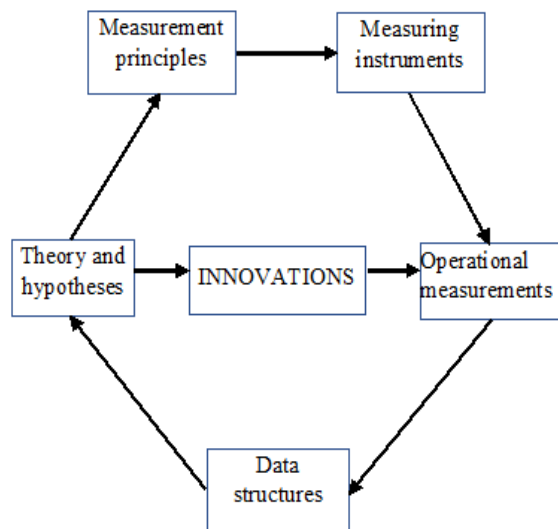 Measurement
principles
Measuring
instruments
Theory and
hypotheses
INNOVATIONS
Operational
measurements
Data
structures